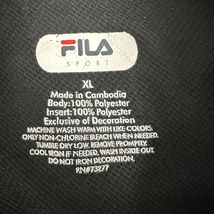 FILA
SPORT
XL
Made in Cambodia
Body: 100% Polyester
Insert: 100% Polyester
Exclusive of Decoration
MACHINE WASH WARM WITH LIKE COLORS.
ONLY NON-CHLORINE BLEACH WHEN NEEDED.
TUMBLE DRY LOW. REMOVE PROMPTLY.
COOL IRON IF NEEDED. WASH INSIDE OUT.
DO NOT IRON DECORATION.
RN#73277